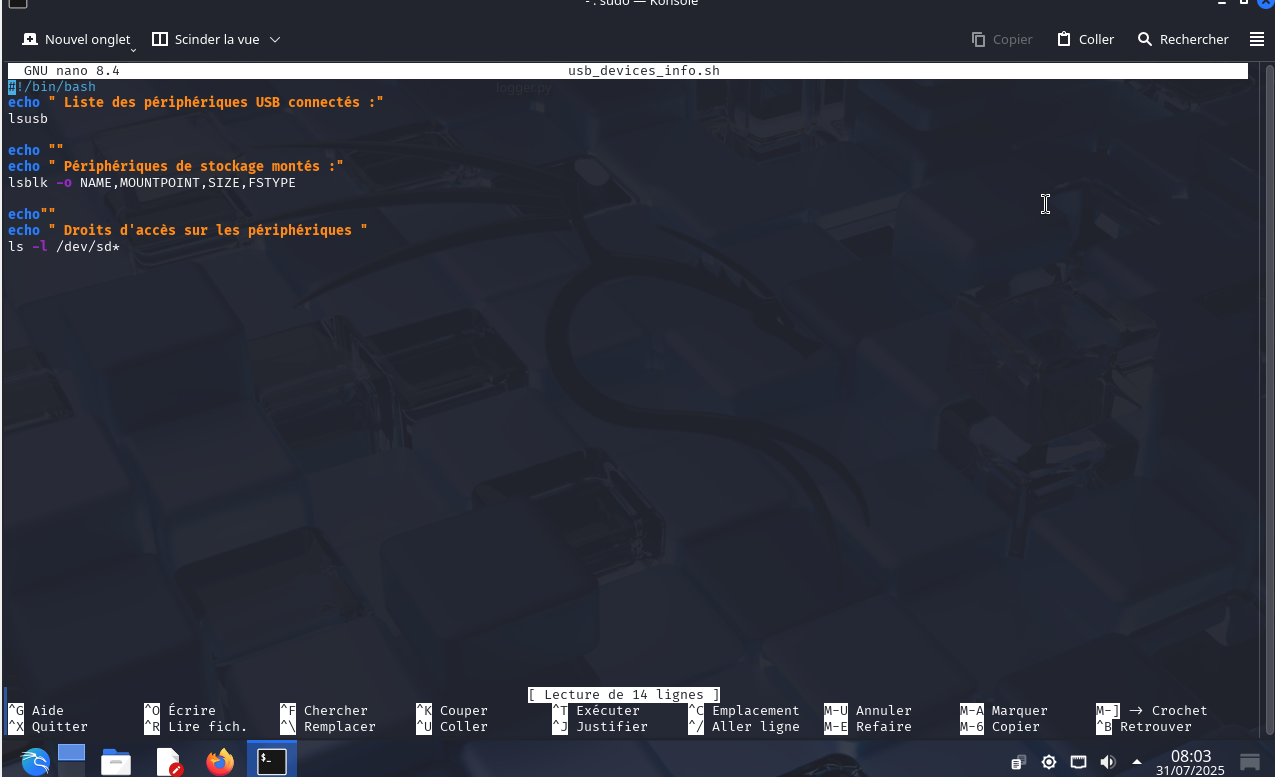 - : sudo — Konsole
Nouvel onglet Scinder la vue Copier Coller Rechercher
GNU nano 8.4 usb_devices_info.sh
#!/bin/bash
logger.py
echo " Liste des périphériques USB connectés :"
lsusb
echo ""
echo " Périphériques de stockage montés :"
lsblk -o NAME,MOUNTPOINT,SIZE,FSTYPE
echo""
echo " Droits d'accès sur les périphériques "
ls -l /dev/sd*
[ Lecture de 14 lignes ]
^G Aide ^O Écrire ^F Chercher ^K Couper ^T Exécuter ^C Emplacement M-U Annuler M-A Marquer M-] → Crochet
^X Quitter ^R Lire fich. ^\ Remplacer ^U Coller ^J Justifier ^/ Aller ligne M-E Refaire M-6 Copier ^B Retrouver
$_
08:03
31/07/2025